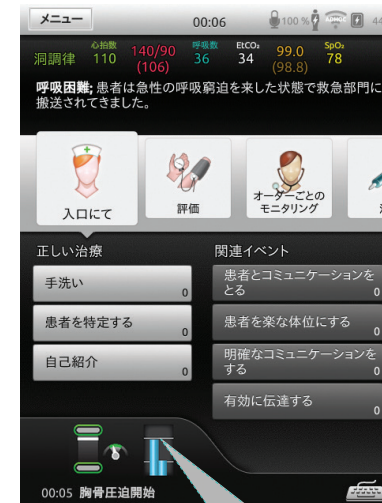 メニュー 00:06 100 % 44
心拍数 呼吸数 EtCO₂ SpO₂
洞調律 110 140/90 (106) 36 34 99.0 (98.8) 78
呼吸困難; 患者は急性の呼吸窮迫を来した状態で救急部門に
搬送されてきました。
入口にて
評価
オーダーごとの
モニタリング
正しい治療
手洗い 0
患者を特定する 0
自己紹介 0
関連イベント
患者とコミュニケーションを
とる 0
患者を楽な体位にする 0
明確なコミュニケーションを
する 0
有効に伝達する 0
00:05 胸骨圧迫開始